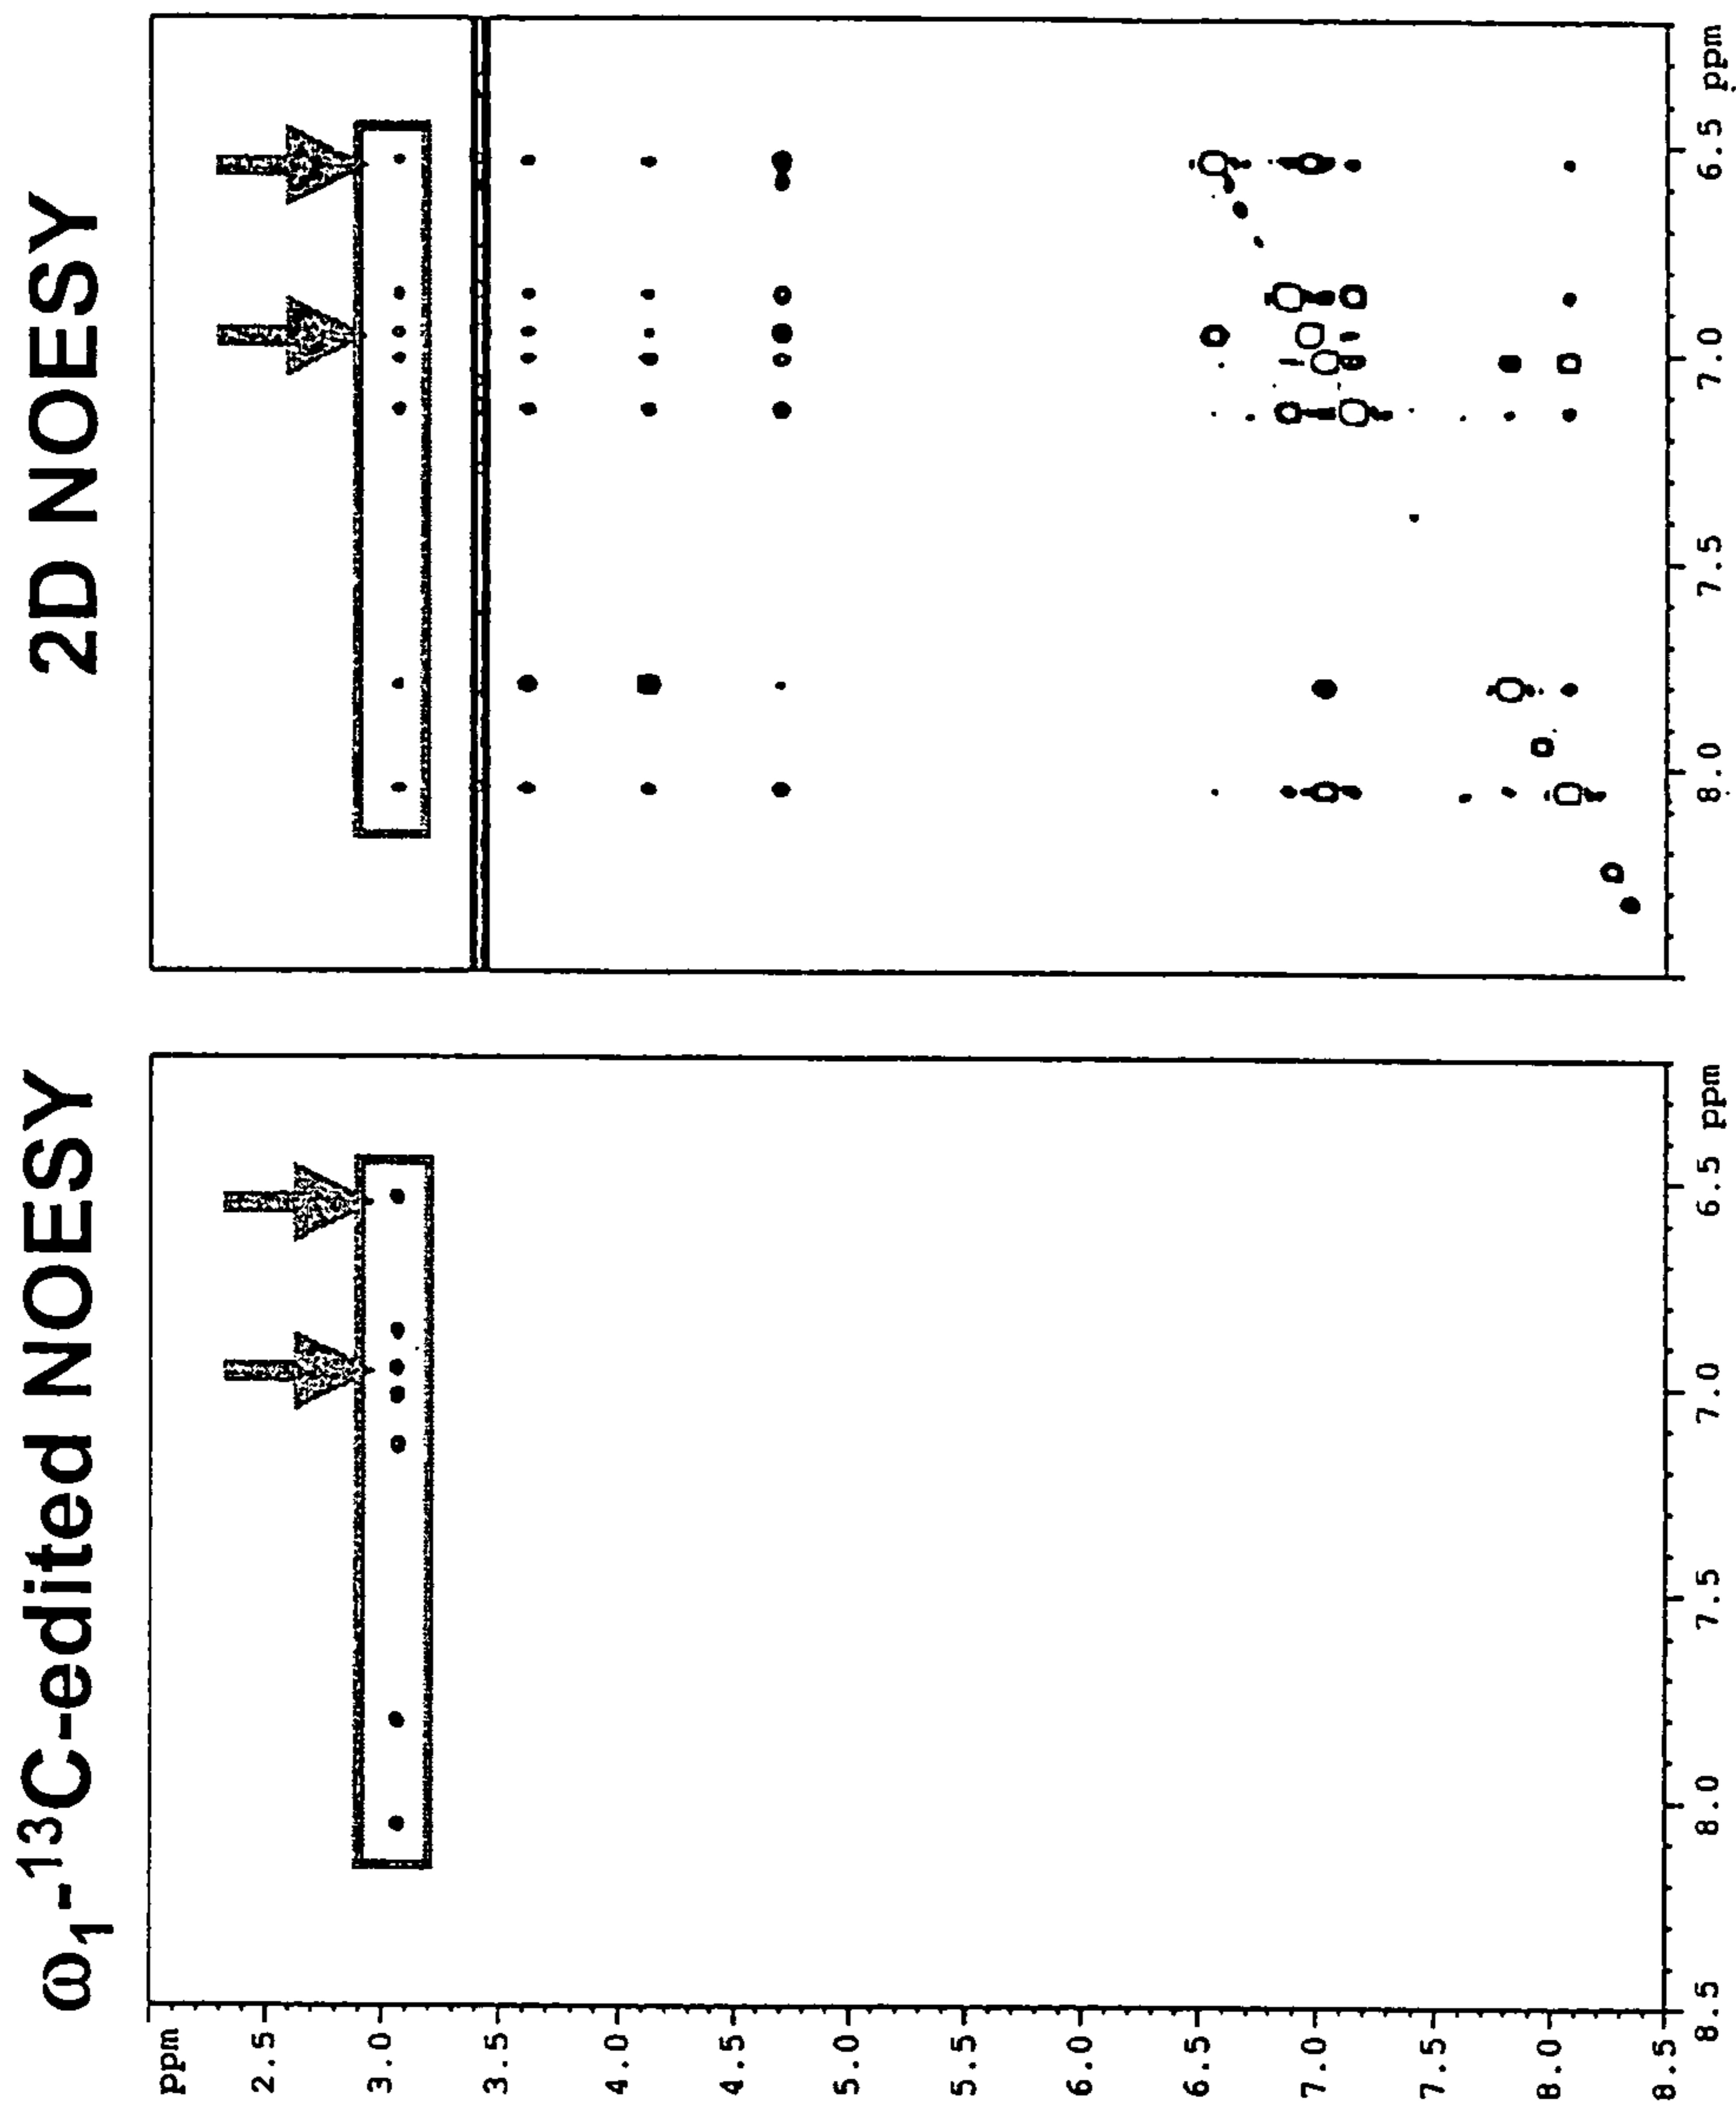 ω1-13C-edited NOESY
2D NOESY
ppm
2.5
3.0
3.5
4.0
4.5
5.0
5.5
6.0
6.5
7.0
7.5
8.0
8.5
8.5 8.0 7.5 7.0 6.5 ppm
8.0 7.5 7.0 6.5 ppm